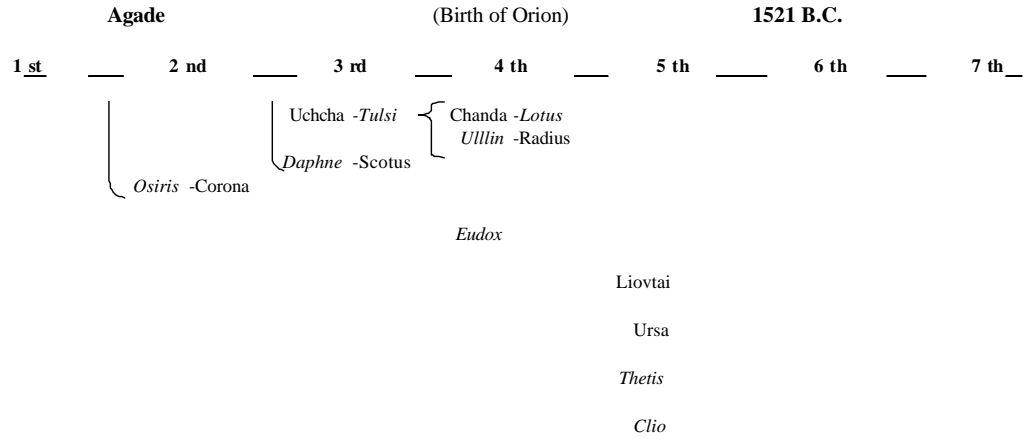 Agade (Birth of Orion) 1521 B.C.
1 st 2 nd 3 rd 4 th 5 th 6 th 7 th
Uchcha -Tulsi Chanda -Lotus
Ulllin -Radius
Daphne -Scotus
Osiris -Corona
Eudox
Liovtai
Ursa
Thetis
Clio